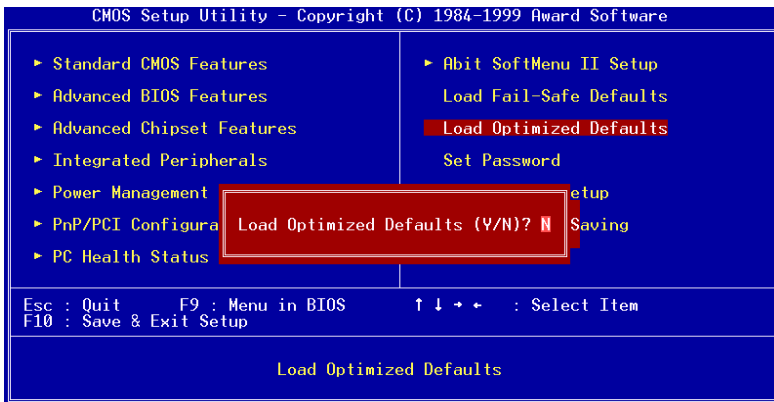 CMOS Setup Utility - Copyright (C) 1984-1999 Award Software
► Standard CMOS Features
► Advanced BIOS Features
► Advanced Chipset Features
► Integrated Peripherals
► Power Management
► PnP/PCI Configura
► PC Health Status
► Abit SoftMenu II Setup
Load Fail-Safe Defaults
Load Optimized Defaults
Set Password
etup
Saving
Load Optimized Defaults (Y/N)? N
Esc : Quit F9 : Menu in BIOS ↑ ↓ → ← : Select Item
F10 : Save & Exit Setup
Load Optimized Defaults